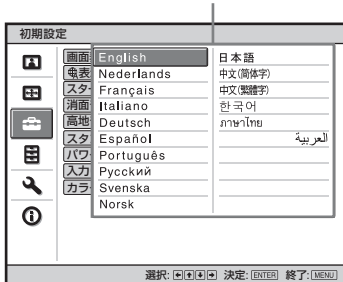 初期設定
画面
亀表
スター
消画
高地
スタ
パワ
入力
カラ
English
Nederlands
Français
Italiano
Deutsch
Español
Português
Русский
Svenska
Norsk
日本語
中文(简体字)
中文(繁體字)
한국어
ภาษาไทย
العربية
選択: 決定: ENTER 終了: MENU